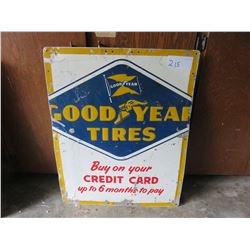 215
GOOD YEAR
GOOD YEAR
TIRES
Buy on your
CREDIT CARD
up to 6 months to pay